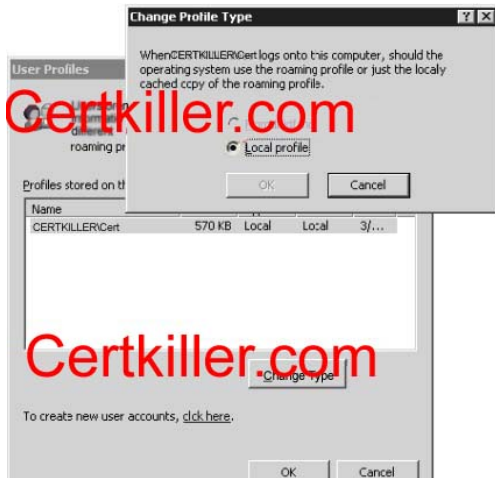 Change Profile Type
When CERTKILLER\Cert logs onto this computer, should the
operating system use the roaming profile or just the localy
cached copy of the roaming profile.
Local profile
OK
Cancel
User Profiles
Certkiller.com
different
roaming pr
Profiles stored on th
Name
CERTKILLER\Cert 570 KB Local Local 3/...
Certkiller.com
Change Type
To create new user accounts, click here.
OK
Cancel